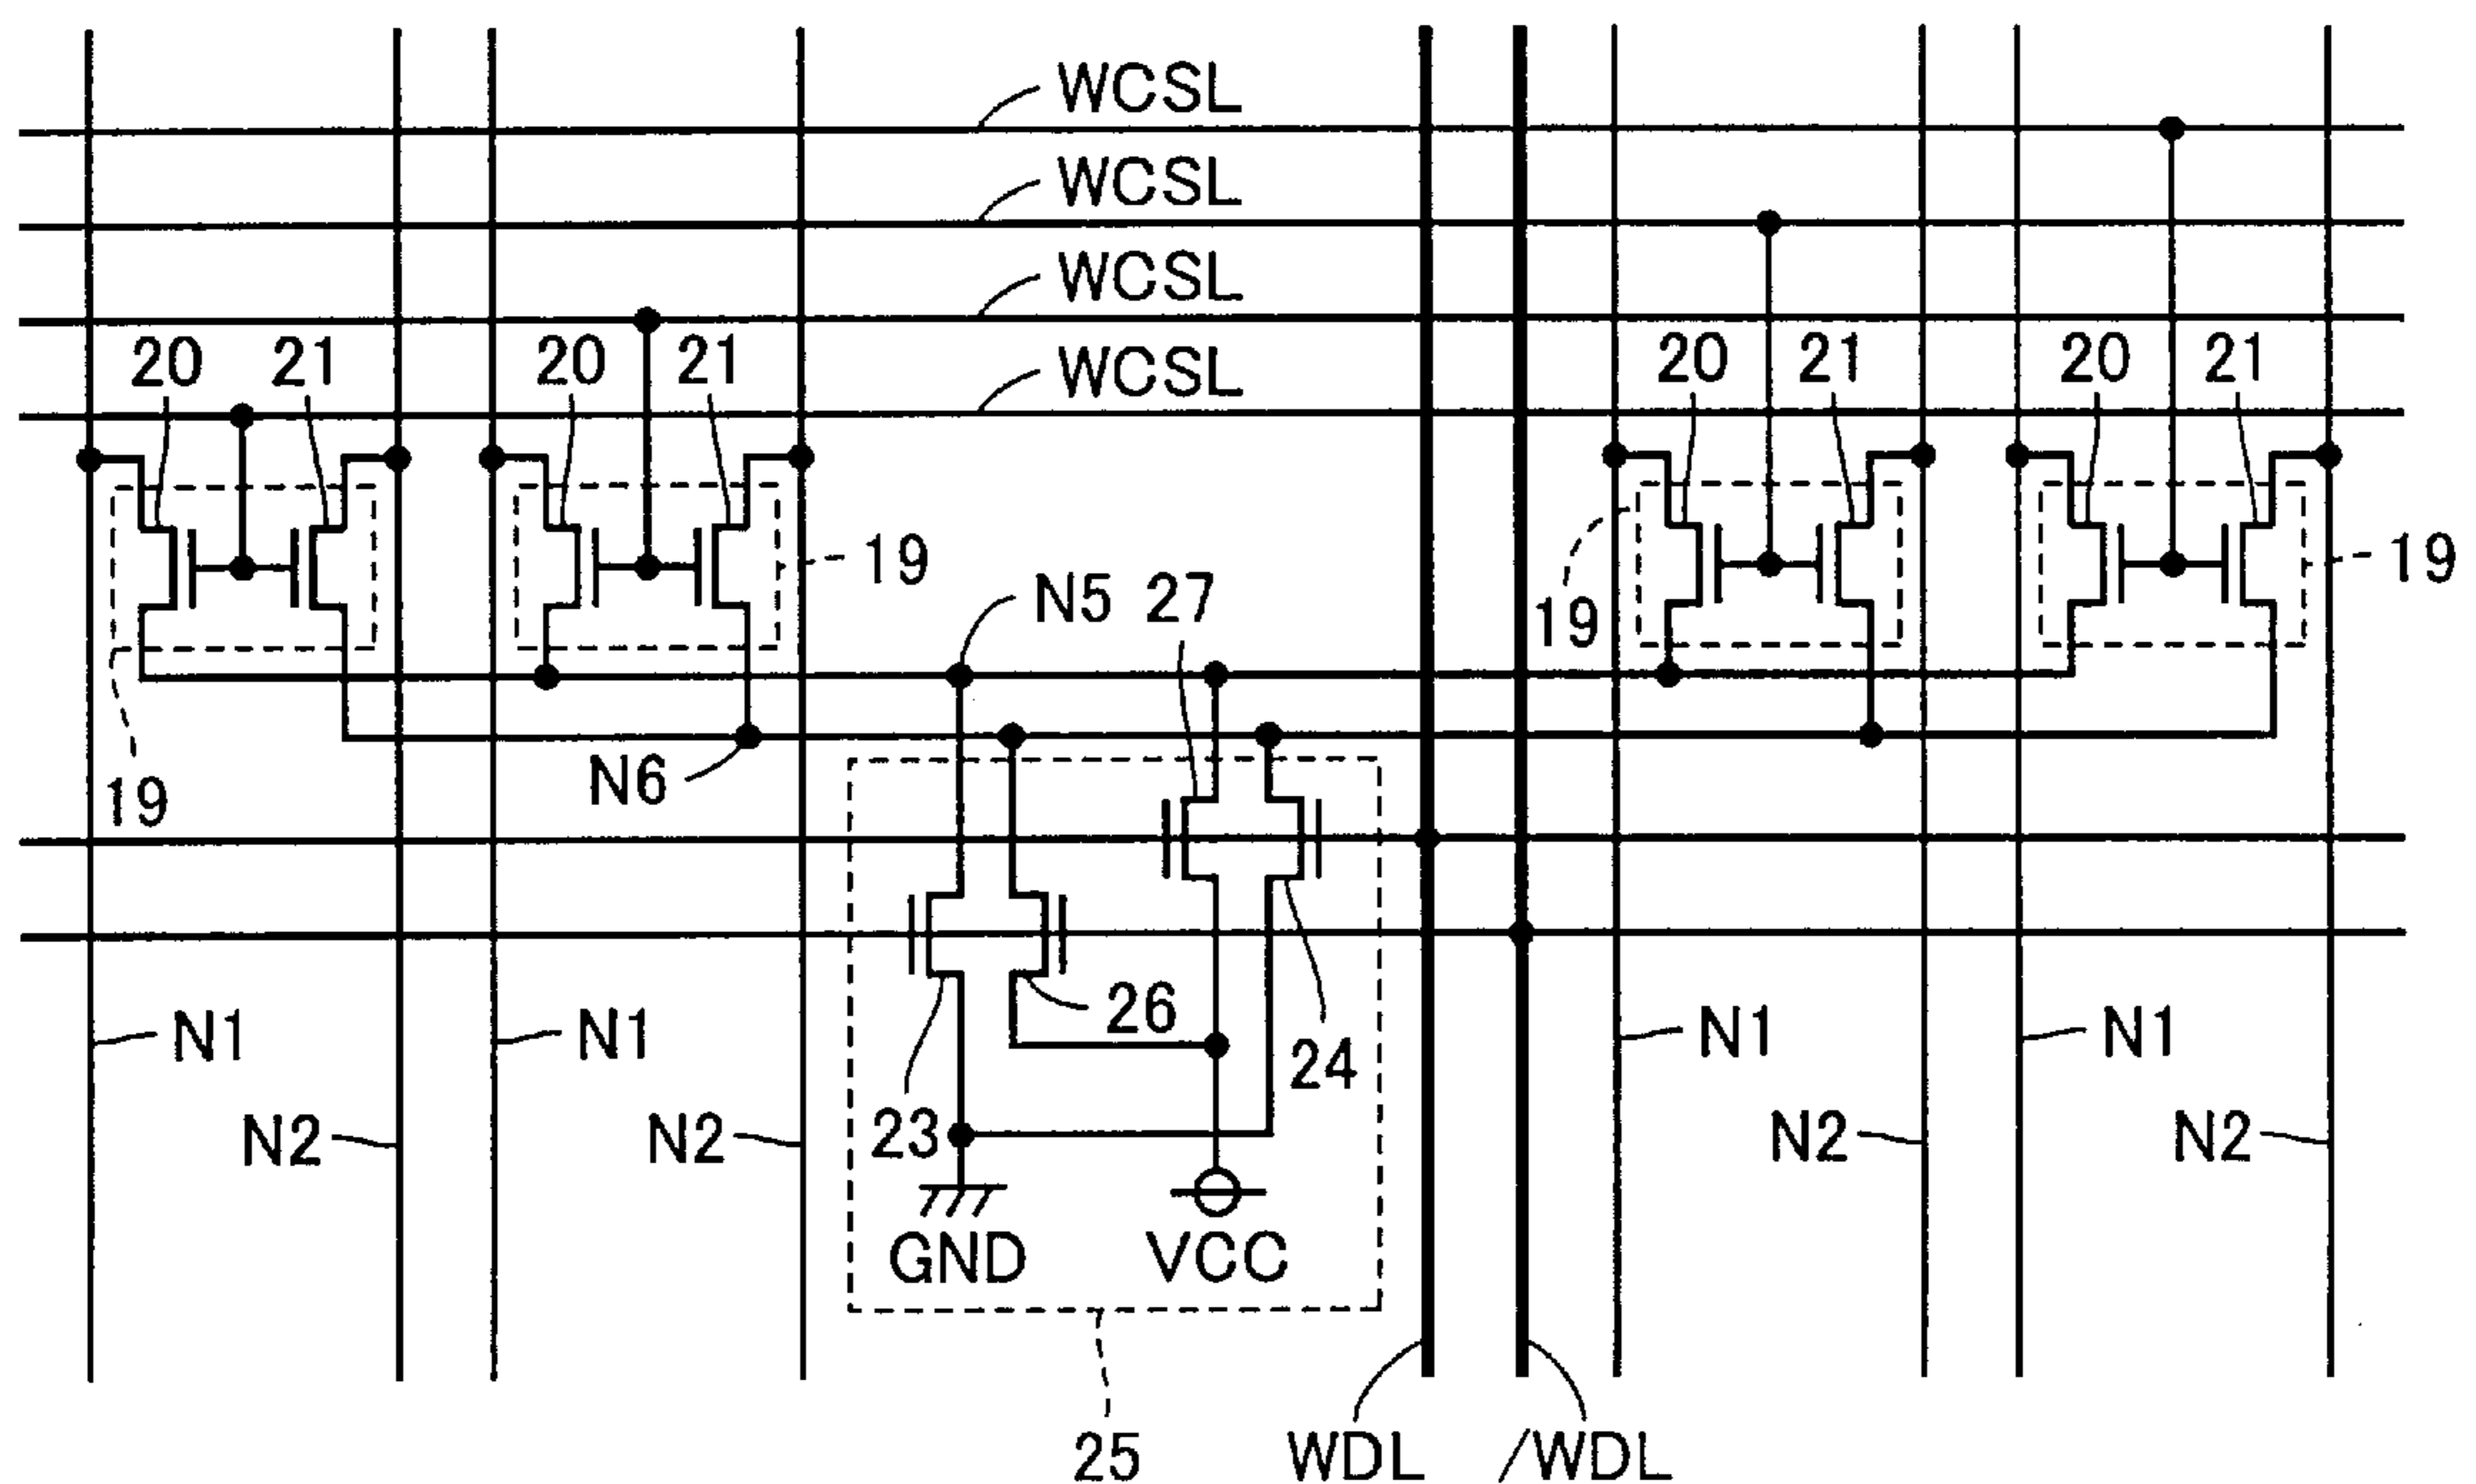 WCSL
WCSL
WCSL
WCSL
20 21 20 21 20 21 20 21
19 19
N5 27 19
N6
19
26
N1 N1 24 N1 N1
23
N2 N2 N2 N2
GND VCC
25 WDL /WDL